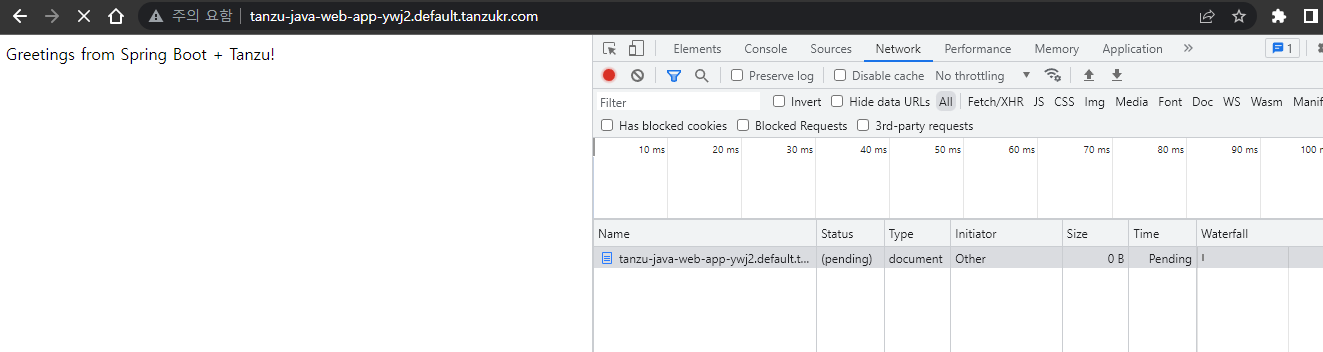 주의 요함 tanzu-java-web-app-ywj2.default.tanzukr.com
Greetings from Spring Boot + Tanzu!
Elements Console Sources Network Performance Memory Application » 1
Preserve log Disable cache No throttling
Filter Invert Hide data URLs All Fetch/XHR JS CSS Img Media Font Doc WS Wasm Manif
Has blocked cookies Blocked Requests 3rd-party requests
10 ms 20 ms 30 ms 40 ms 50 ms 60 ms 70 ms 80 ms 90 ms 100 m
Name Status Type Initiator Size Time Waterfall
tanzu-java-web-app-ywj2.default.t... (pending) document Other 0 B Pending